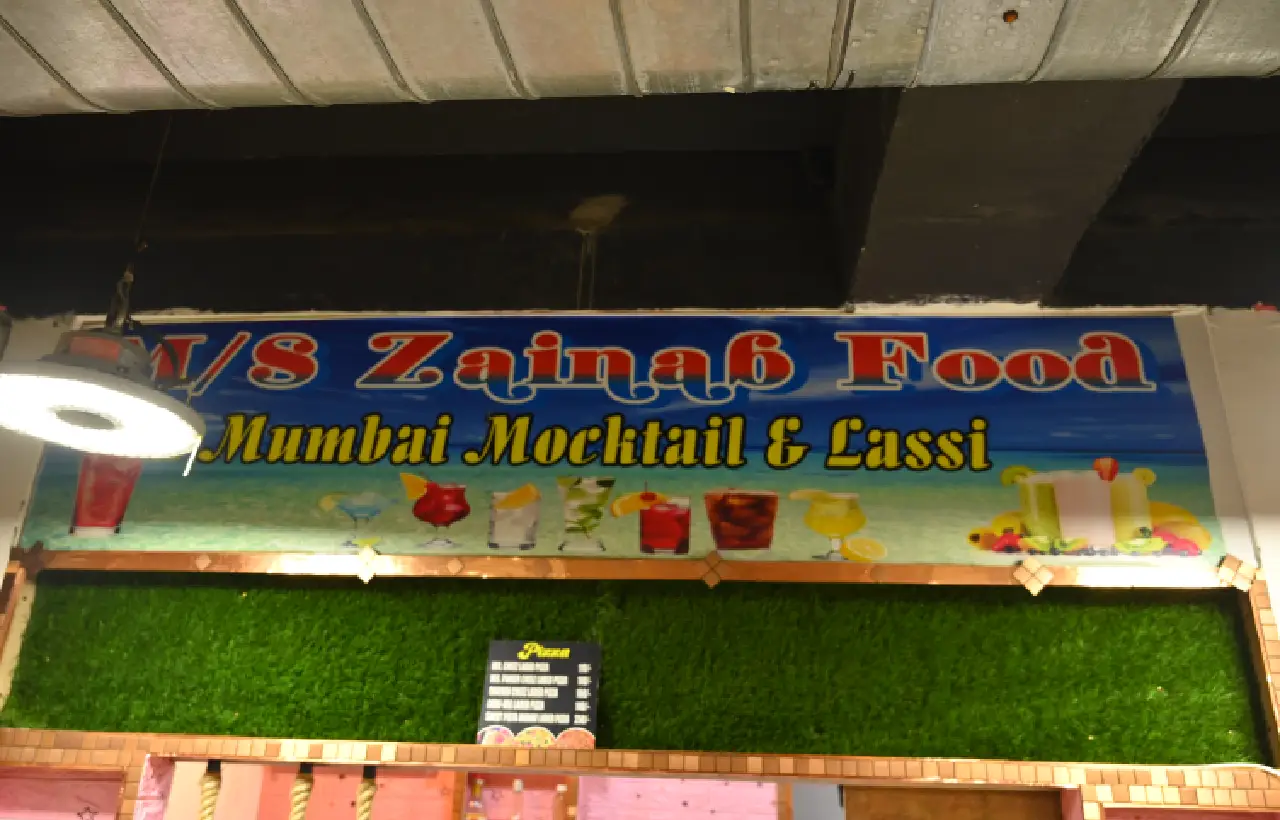 M/S Zainab Food
Mumbai Mocktail & Lassi
Pizza